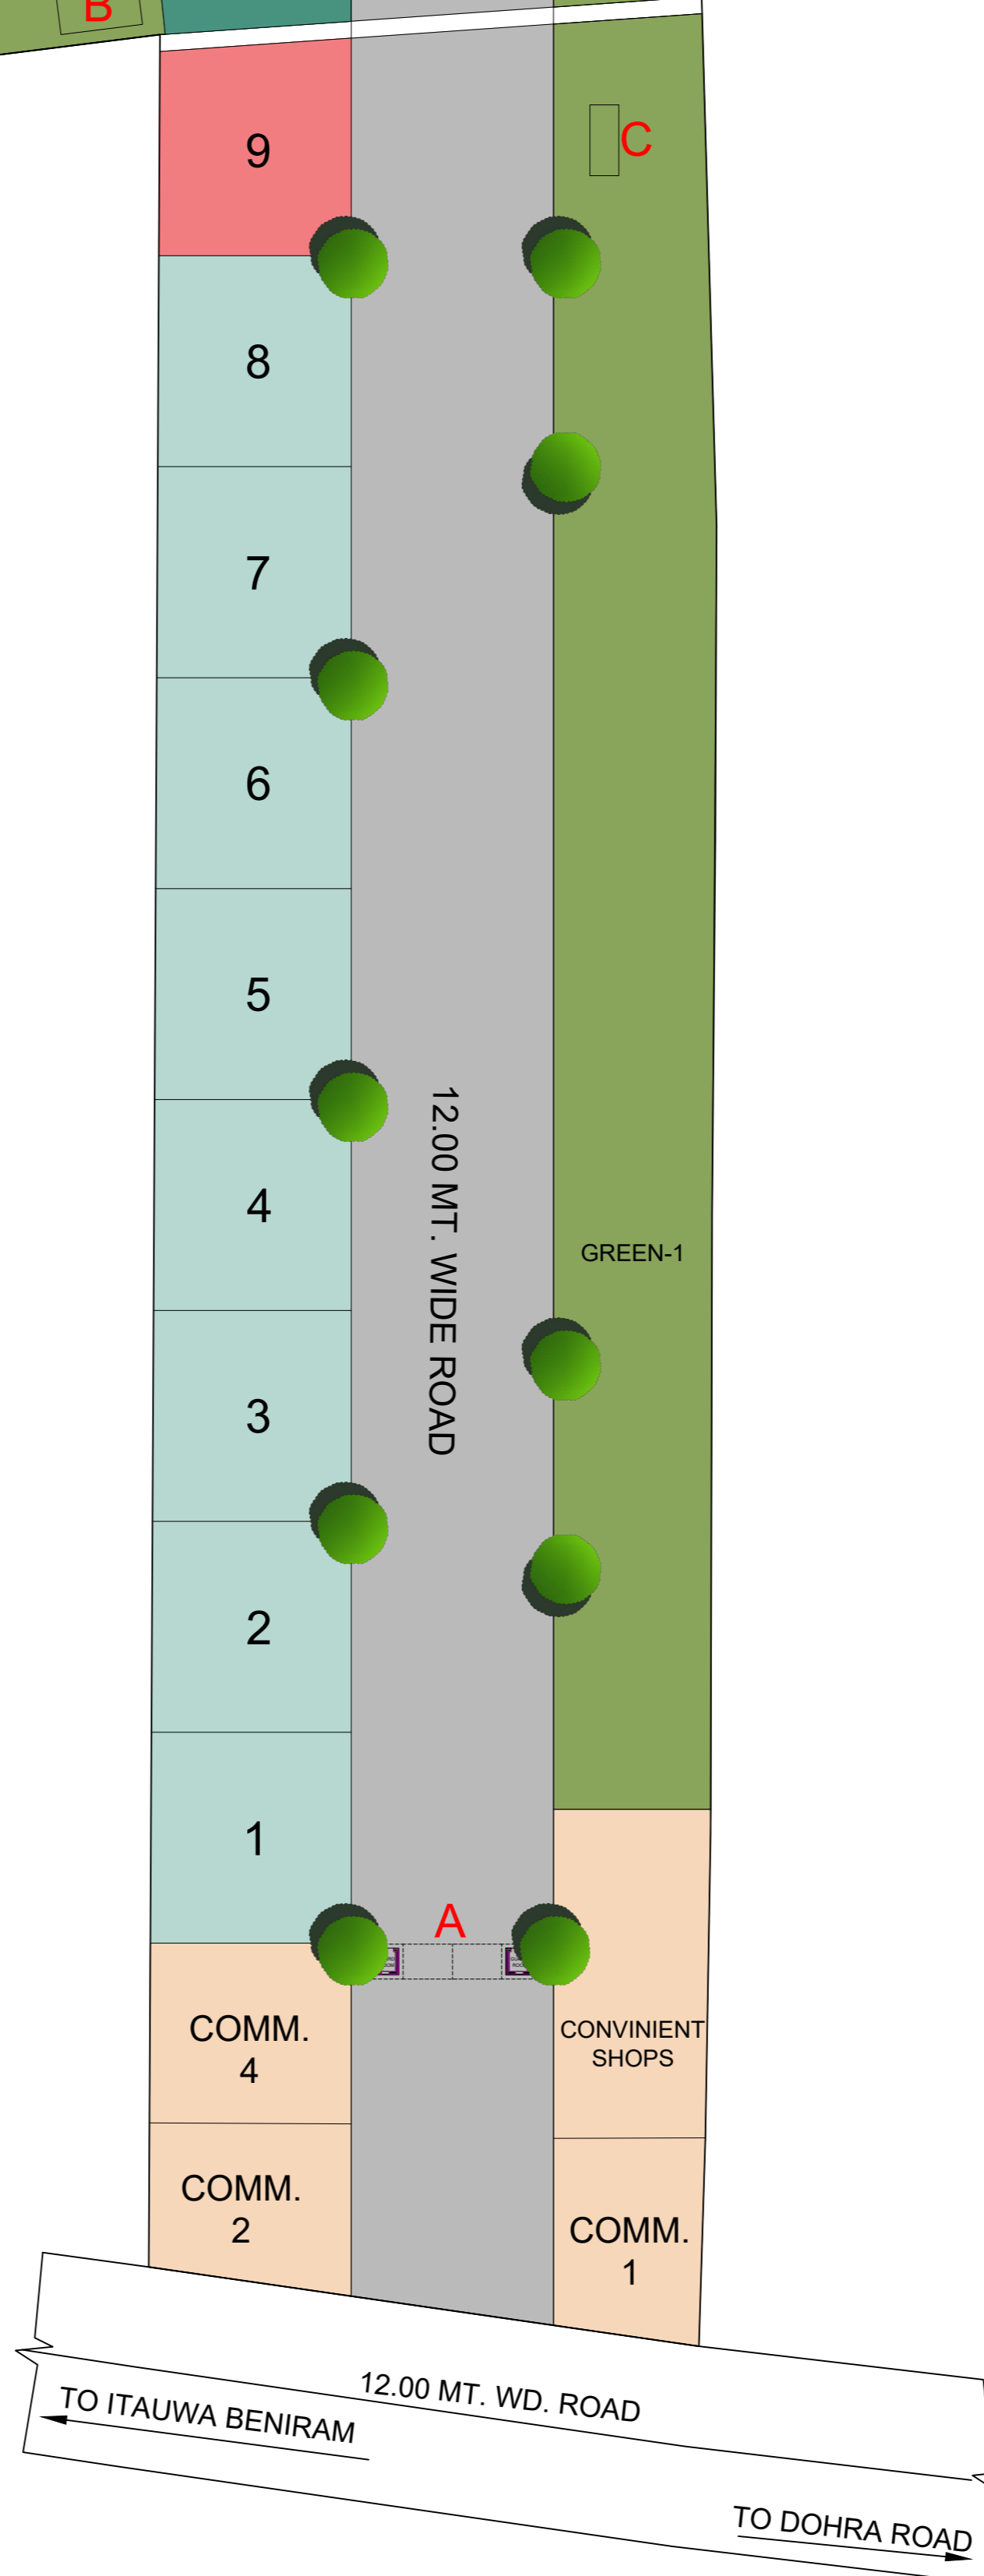 B
9
C
8
7
6
5
12.00 MT. WIDE ROAD
4
GREEN-1
3
2
1
A
COMM.
4
CONVINIENT
SHOPS
COMM.
2
COMM.
1
12.00 MT. WD. ROAD
TO ITAUWA BENIRAM
TO DOHRA ROAD